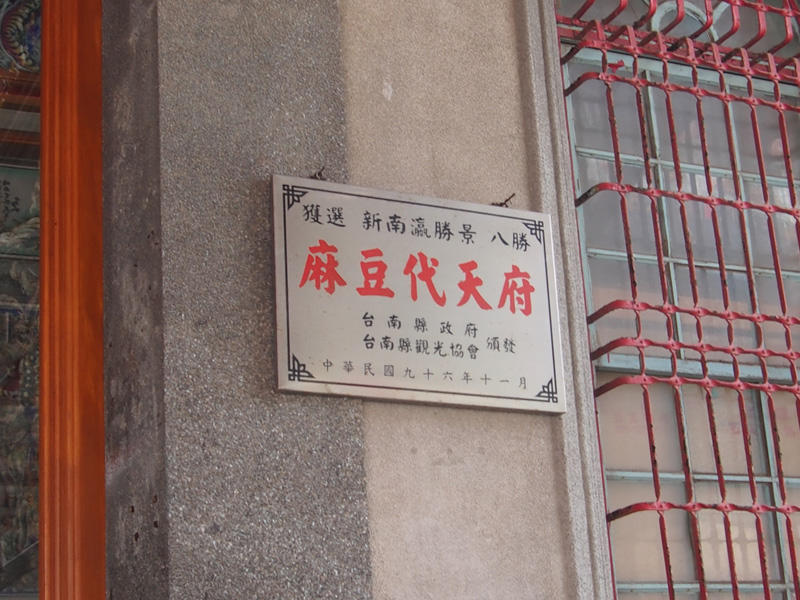 獲選 新南瀛勝景 八勝
麻豆代天府
台南縣政府
台南縣觀光協會 頒發
中華民國九十六年十一月